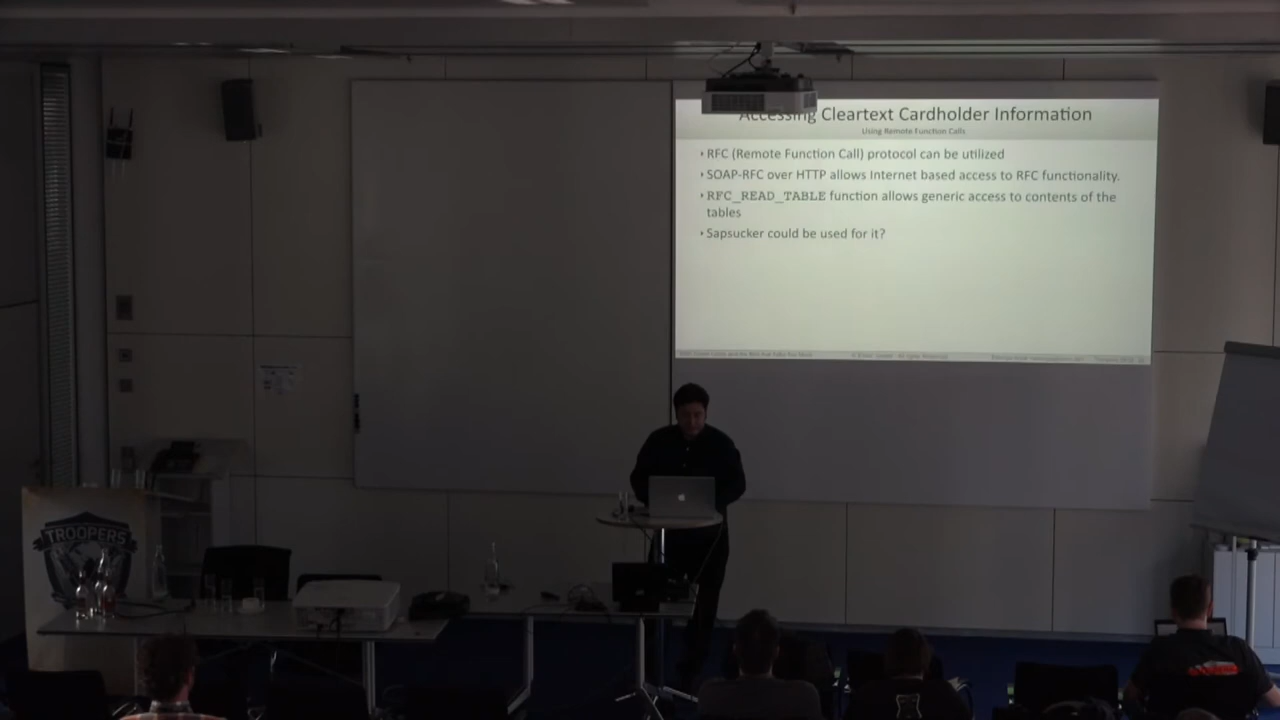 Accessing Cleartext Cardholder Information
Using Remote Function Calls
RFC (Remote Function Call) protocol can be utilized
SOAP-RFC over HTTP allows Internet based access to RFC functionality.
RFC_READ_TABLE function allows generic access to contents of the
tables
Sapsucker could be used for it?
TROOPERS